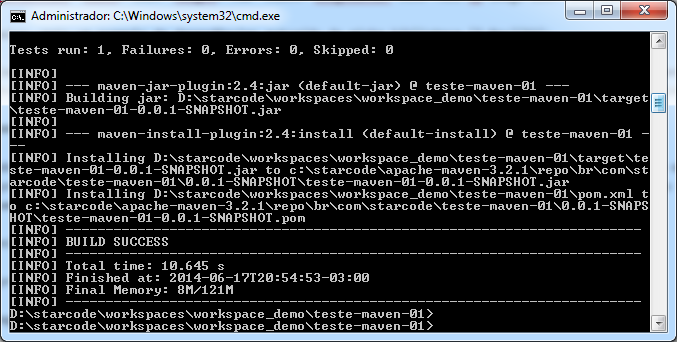 Administrador: C:\Windows\system32\cmd.exe
Tests run: 1, Failures: 0, Errors: 0, Skipped: 0
[INFO]
[INFO] --- maven-jar-plugin:2.4:jar (default-jar) @ teste-maven-01 ---
[INFO] Building jar: D:\starcode\workspaces\workspace_demo\teste-maven-01\target
\teste-maven-01-0.0.1-SNAPSHOT.jar
[INFO]
[INFO] --- maven-install-plugin:2.4:install (default-install) @ teste-maven-01 -
--
[INFO] Installing D:\starcode\workspaces\workspace_demo\teste-maven-01\target\te
ste-maven-01-0.0.1-SNAPSHOT.jar to c:\starcode\apache-maven-3.2.1\repo\br\com\st
arcode\teste-maven-01\0.0.1-SNAPSHOT\teste-maven-01-0.0.1-SNAPSHOT.jar
[INFO] Installing D:\starcode\workspaces\workspace_demo\teste-maven-01\pom.xml t
o c:\starcode\apache-maven-3.2.1\repo\br\com\starcode\teste-maven-01\0.0.1-SNAPS
HOT\teste-maven-01-0.0.1-SNAPSHOT.pom
[INFO] ------------------------------------------------------------------------
[INFO] BUILD SUCCESS
[INFO] ------------------------------------------------------------------------
[INFO] Total time: 10.645 s
[INFO] Finished at: 2014-06-17T20:54:53-03:00
[INFO] Final Memory: 8M/121M
[INFO] ------------------------------------------------------------------------
D:\starcode\workspaces\workspace_demo\teste-maven-01>
D:\starcode\workspaces\workspace_demo\teste-maven-01>